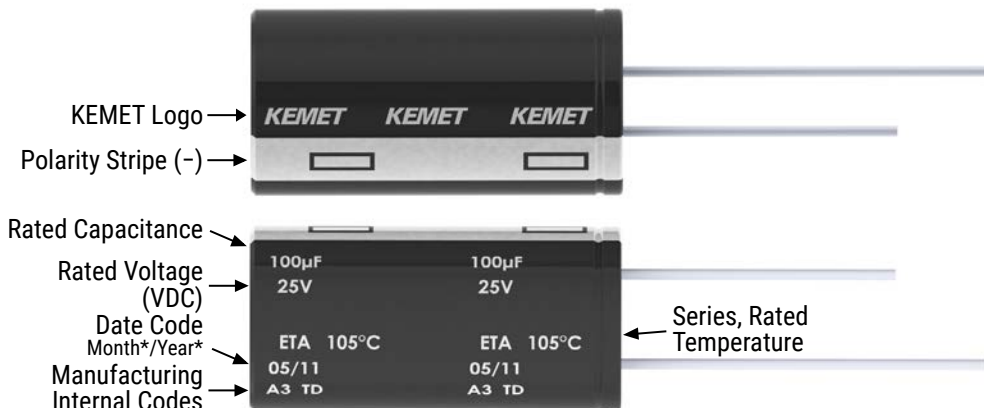 KEMET Logo
KEMET KEMET KEMET
Polarity Stripe (−)
Rated Capacitance
100µF 100µF
Rated Voltage
(VDC)
25V 25V
Date Code
Month*/Year*
ETA 105°C ETA 105°C
Series, Rated
Temperature
05/11 05/11
Manufacturing
Internal Codes
A3 TD A3 TD